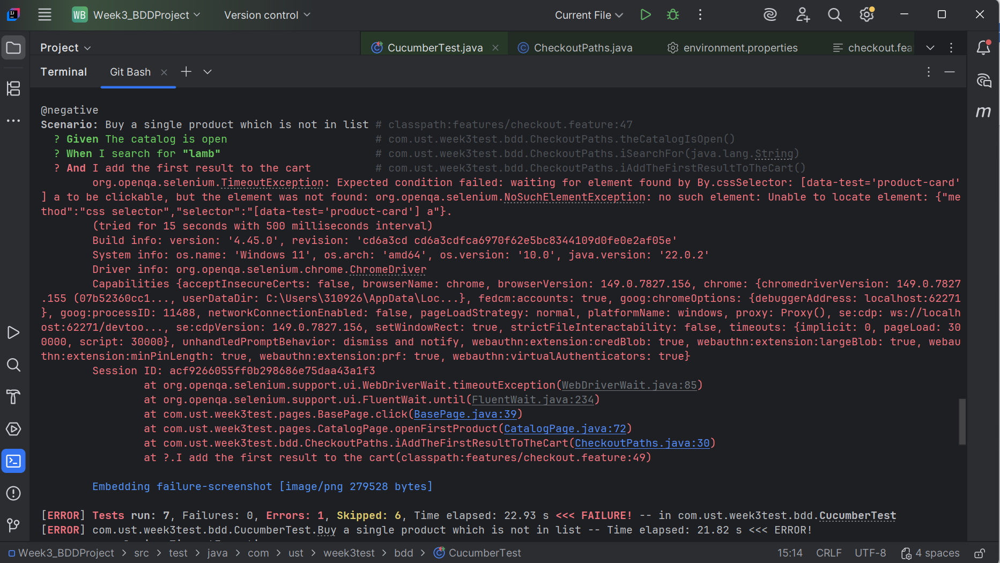 WB Week3_BDDProject Version control Current File
Project CucumberTest.java CheckoutPaths.java environment.properties checkout.fea
Terminal Git Bash
@negative
Scenario: Buy a single product which is not in list # classpath:features/checkout.feature:47
? Given The catalog is open # com.ust.week3test.bdd.CheckoutPaths.theCatalogIsOpen()
? When I search for "lamb" # com.ust.week3test.bdd.CheckoutPaths.iSearchFor(java.lang.String)
? And I add the first result to the cart # com.ust.week3test.bdd.CheckoutPaths.iAddTheFirstResultToTheCart()
org.openqa.selenium.TimeoutException: Expected condition failed: waiting for element found by By.cssSelector: [data-test='product-card'
] a to be clickable, but the element was not found: org.openqa.selenium.NoSuchElementException: no such element: Unable to locate element: {"me
thod":"css selector","selector":"[data-test='product-card'] a"}.
(tried for 15 seconds with 500 milliseconds interval)
Build info: version: '4.45.0', revision: 'cd6a3cd cd6a3cdfca6970f62e5bc8344109d0fe0e2af05e'
System info: os.name: 'Windows 11', os.arch: 'amd64', os.version: '10.0', java.version: '22.0.2'
Driver info: org.openqa.selenium.chrome.ChromeDriver
Capabilities {acceptInsecureCerts: false, browserName: chrome, browserVersion: 149.0.7827.156, chrome: {chromedriverVersion: 149.0.7827
.155 (07b52360cc1..., userDataDir: C:\Users\310926\AppData\Loc...}, fedcm:accounts: true, goog:chromeOptions: {debuggerAddress: localhost:62271
}, goog:processID: 11488, networkConnectionEnabled: false, pageLoadStrategy: normal, platformName: windows, proxy: Proxy(), se:cdp: ws://localh
ost:62271/devtoo..., se:cdpVersion: 149.0.7827.156, setWindowRect: true, strictFileInteractability: false, timeouts: {implicit: 0, pageLoad: 30
0000, script: 30000}, unhandledPromptBehavior: dismiss and notify, webauthn:extension:credBlob: true, webauthn:extension:largeBlob: true, webau
thn:extension:minPinLength: true, webauthn:extension:prf: true, webauthn:virtualAuthenticators: true}
Session ID: acf9266055ff0b298686e75daa43a1f3
at org.openqa.selenium.support.ui.WebDriverWait.timeoutException(WebDriverWait.java:85)
at org.openqa.selenium.support.ui.FluentWait.until(FluentWait.java:234)
at com.ust.week3test.pages.BasePage.click(BasePage.java:39)
at com.ust.week3test.pages.CatalogPage.openFirstProduct(CatalogPage.java:72)
at com.ust.week3test.bdd.CheckoutPaths.iAddTheFirstResultToTheCart(CheckoutPaths.java:30)
at ?.I add the first result to the cart(classpath:features/checkout.feature:49)
Embedding failure-screenshot [image/png 279528 bytes]
[ERROR] Tests run: 7, Failures: 0, Errors: 1, Skipped: 6, Time elapsed: 22.93 s <<< FAILURE! -- in com.ust.week3test.bdd.CucumberTest
[ERROR] com.ust.week3test.bdd.CucumberTest.Buy a single product which is not in list -- Time elapsed: 21.82 s <<< ERROR!
Week3_BDDProject > src > test > java > com > ust > week3test > bdd > CucumberTest 15:14 CRLF UTF-8 4 spaces